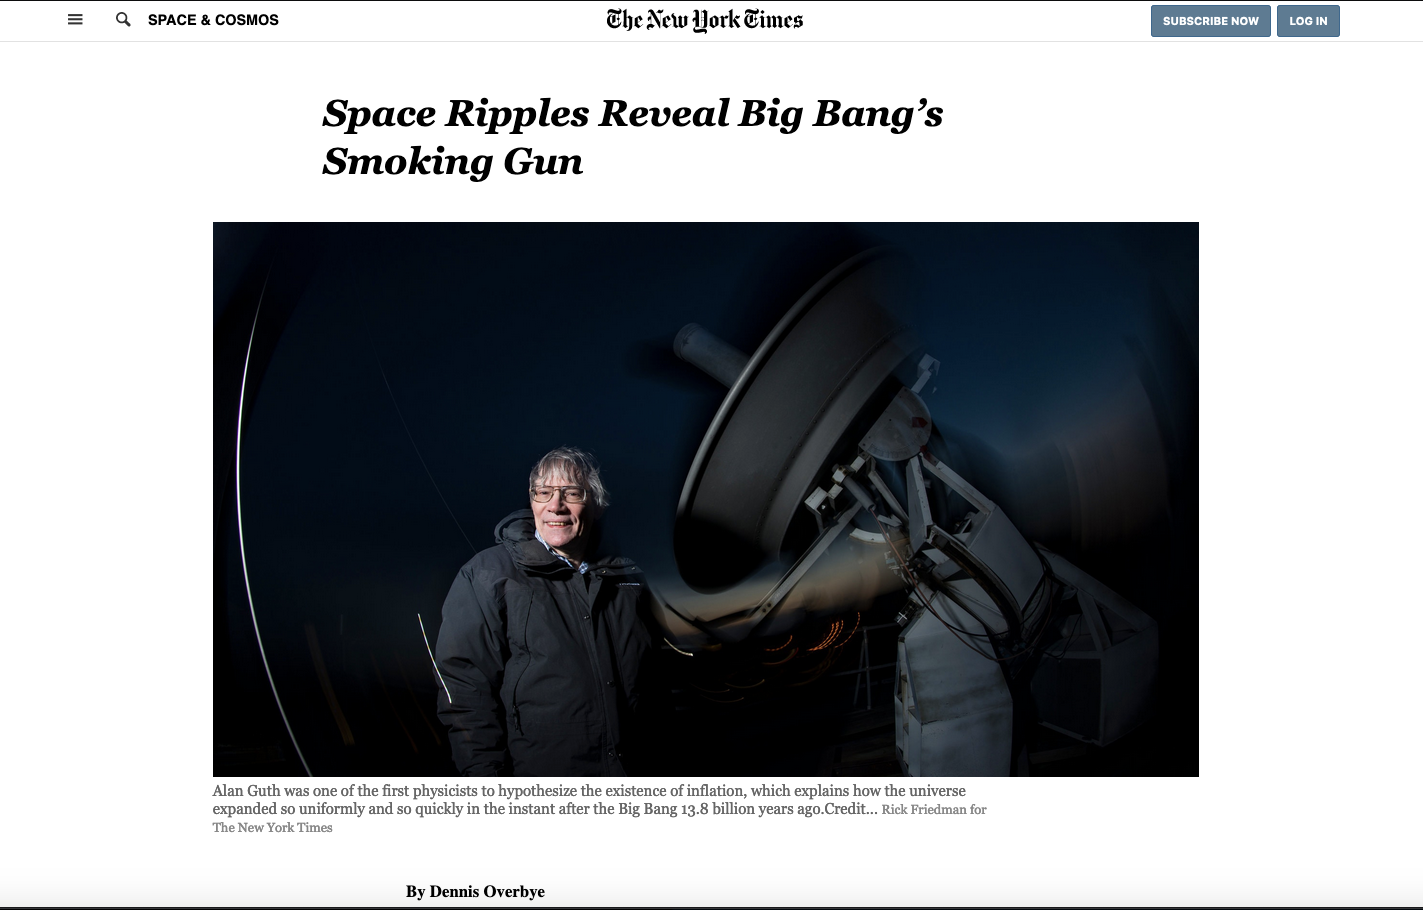 SPACE & COSMOS
The New York Times
SUBSCRIBE NOW
LOG IN
Space Ripples Reveal Big Bang’s
Smoking Gun
Alan Guth was one of the first physicists to hypothesize the existence of inflation, which explains how the universe
expanded so uniformly and so quickly in the instant after the Big Bang 13.8 billion years ago.Credit... Rick Friedman for
The New York Times
By Dennis Overbye